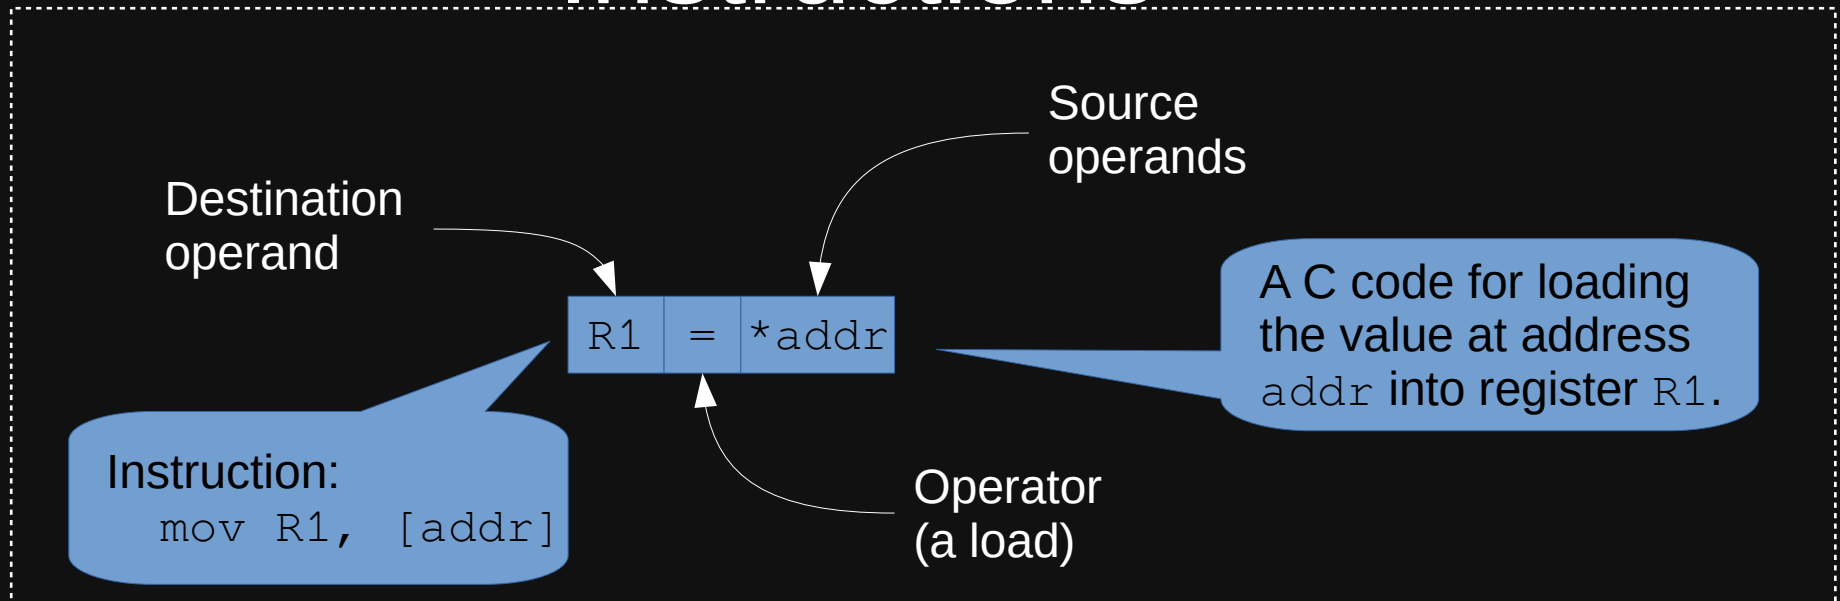 Source
operands
Destination
operand
R1 = *addr
A C code for loading
the value at address
addr into register R1.
Instruction:
mov R1, [addr]
Operator
(a load)